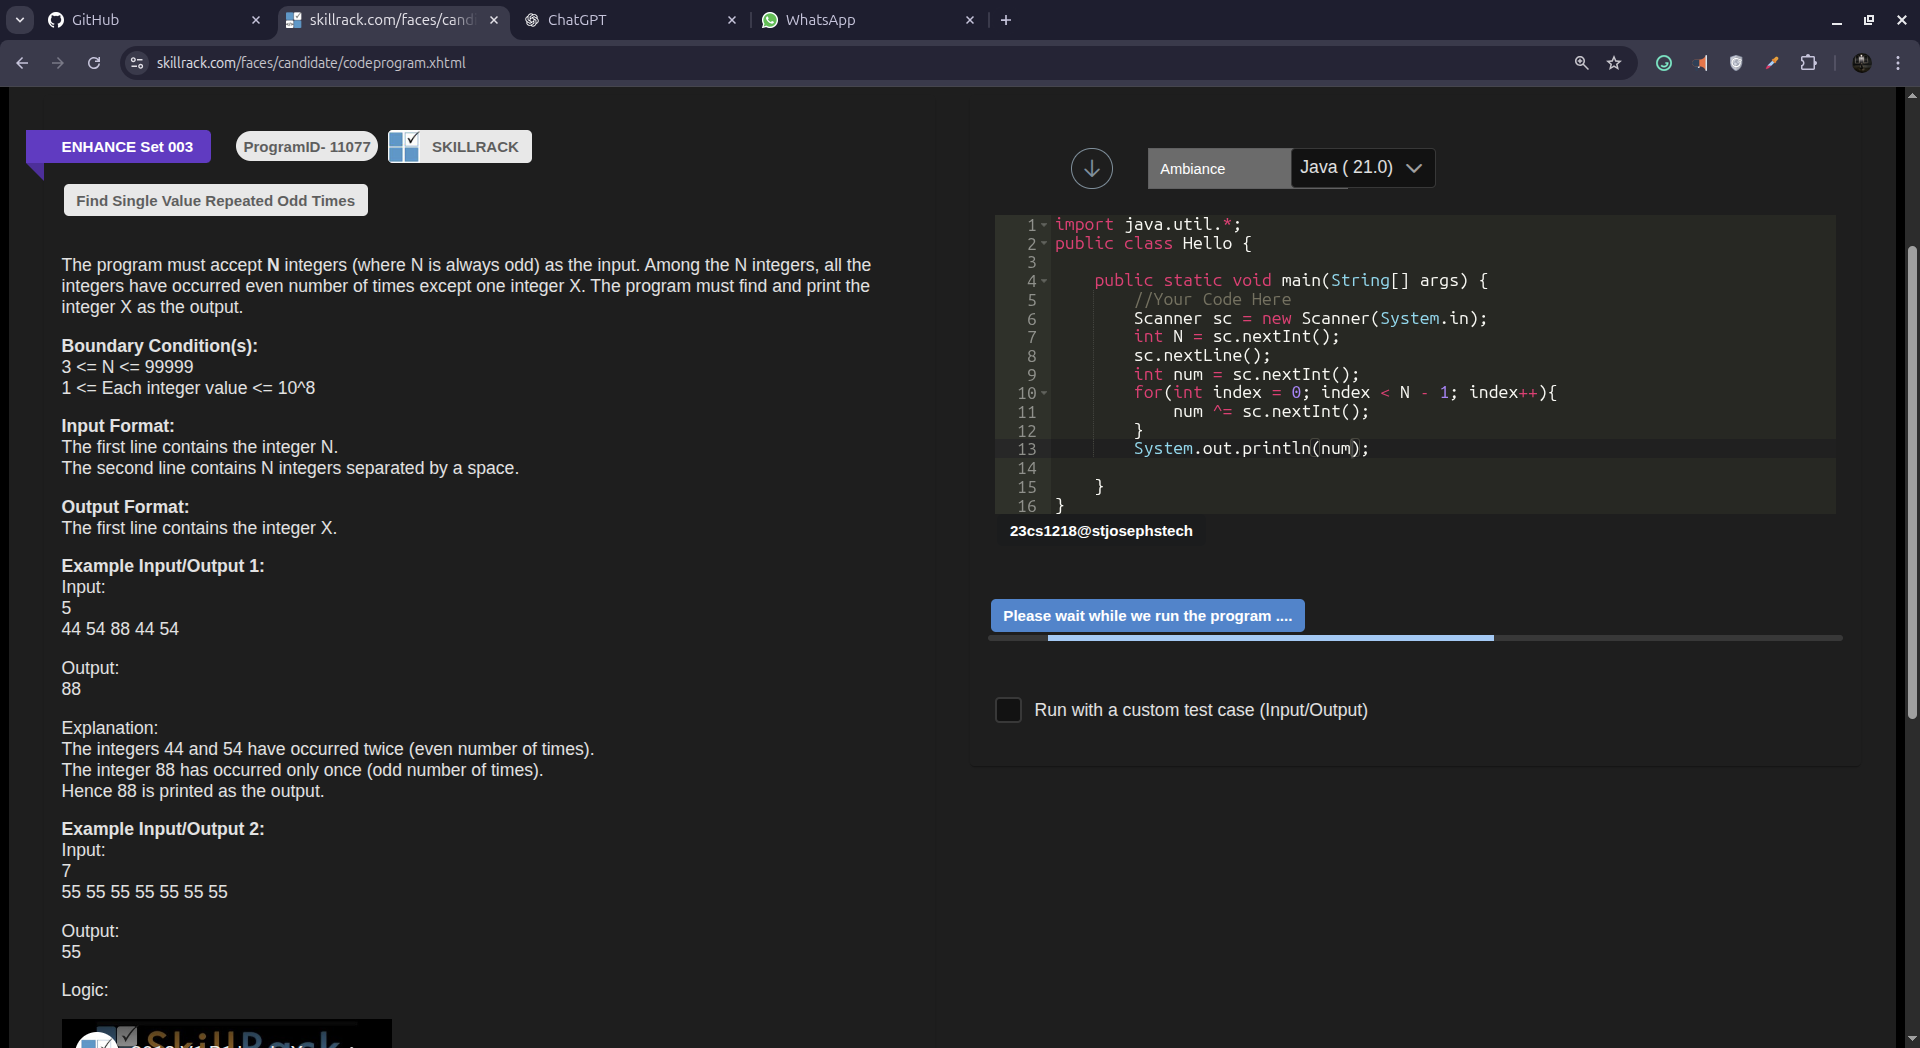 GitHub
skillrack.com/faces/candi
ChatGPT
WhatsApp
skillrack.com/faces/candidate/codeprogram.xhtml
ENHANCE Set 003
ProgramID- 11077
SKILLRACK
Find Single Value Repeated Odd Times
The program must accept N integers (where N is always odd) as the input. Among the N integers, all the
integers have occurred even number of times except one integer X. The program must find and print the
integer X as the output.
Boundary Condition(s):
3 <= N <= 99999
1 <= Each integer value <= 10^8
Input Format:
The first line contains the integer N.
The second line contains N integers separated by a space.
Output Format:
The first line contains the integer X.
Example Input/Output 1:
Input:
5
44 54 88 44 54
Output:
88
Explanation:
The integers 44 and 54 have occurred twice (even number of times).
The integer 88 has occurred only once (odd number of times).
Hence 88 is printed as the output.
Example Input/Output 2:
Input:
7
55 55 55 55 55 55 55
Output:
55
Logic:
SkillRack
Ambiance
Java ( 21.0)
1 import java.util.*;
2 public class Hello {
3
4 public static void main(String[] args) {
5 //Your Code Here
6 Scanner sc = new Scanner(System.in);
7 int N = sc.nextInt();
8 sc.nextLine();
9 int num = sc.nextInt();
10 for(int index = 0; index < N - 1; index++){
11 num ^= sc.nextInt();
12 }
13 System.out.println(num);
14
15 }
16 }
23cs1218@stjosephstech
Please wait while we run the program ....
Run with a custom test case (Input/Output)